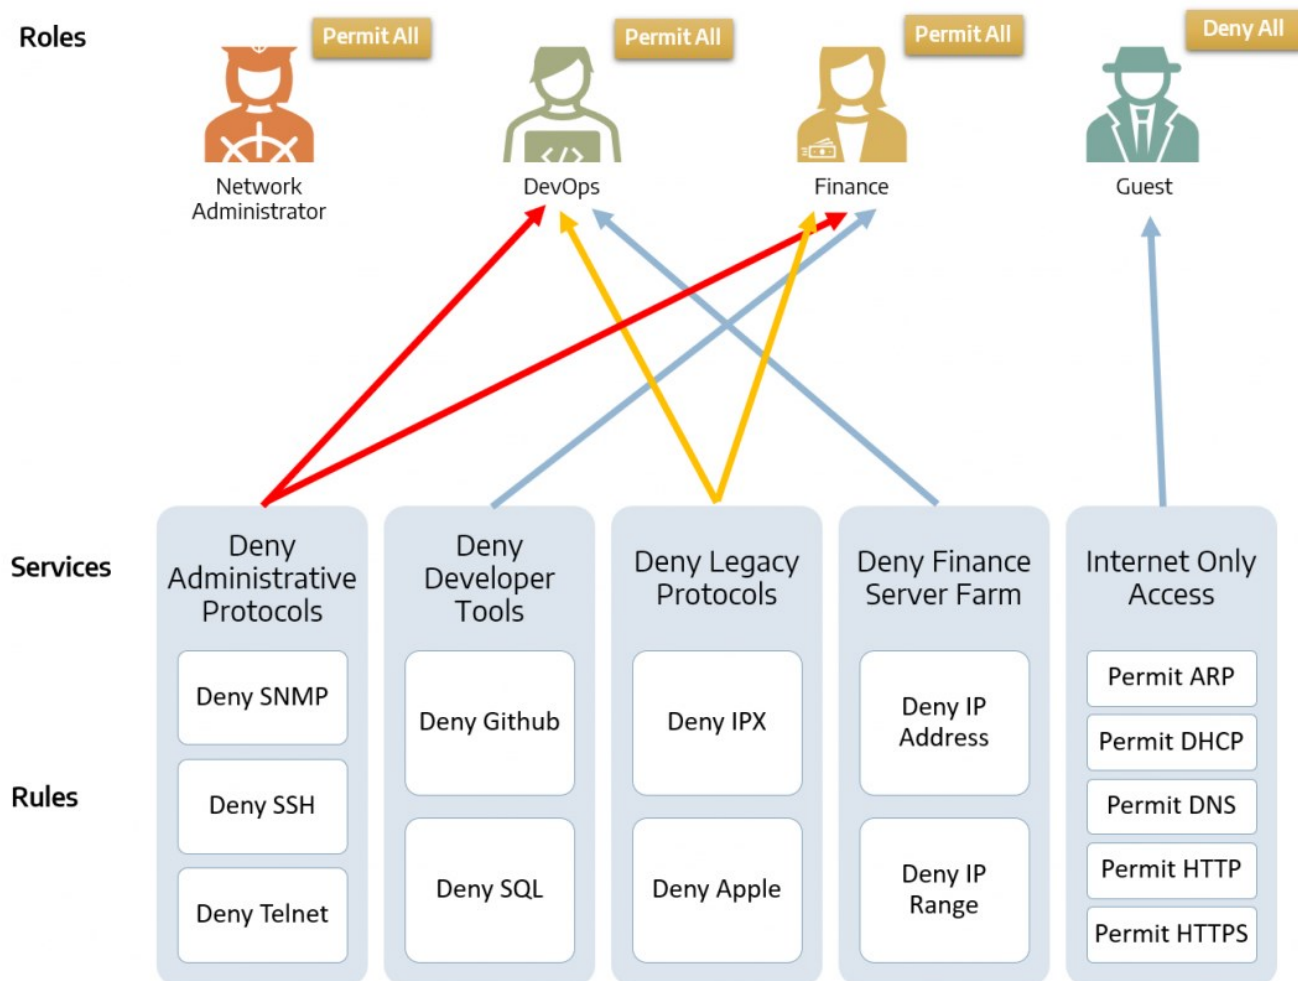 Roles
Permit All
Permit All
Permit All
Deny All
Network
Administrator
DevOps
</>
Finance
Guest
Services
Deny
Administrative
Protocols
Deny
Developer
Tools
Deny Legacy
Protocols
Deny Finance
Server Farm
Internet Only
Access
Rules
Deny SNMP
Deny SSH
Deny Telnet
Deny Github
Deny SQL
Deny IPX
Deny Apple
Deny IP
Address
Deny IP
Range
Permit ARP
Permit DHCP
Permit DNS
Permit HTTP
Permit HTTPS